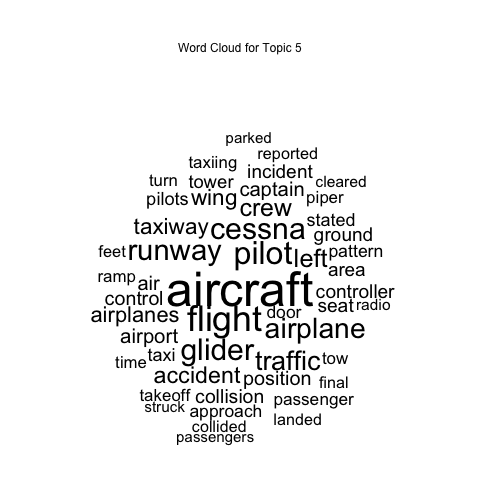 Word Cloud for Topic 5
parked
taxiing reported
incident
turn tower captain cleared
pilots wing crew piper
taxiway cessna stated
ground
feet runway pilot left pattern
area
ramp air aircraft controller
control seat radio
airplanes flight door
airport airplane
time taxi glider traffic tow
accident position final
takeoff collision passenger
struck approach
collided landed
passengers